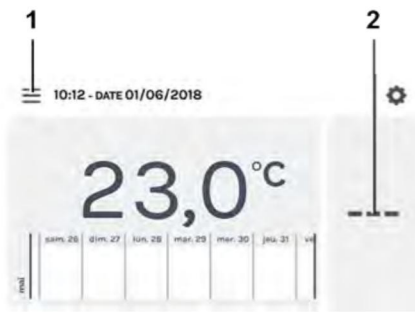 1 2
10:12 - DATE 01/06/2018
23,0°C
---
sam. 26 dim. 27 lun. 28 mar. 29 mer. 30 jeu. 31 ve
mai